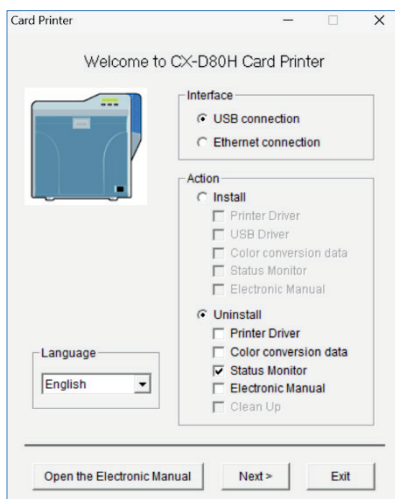 Card Printer
Welcome to CX-D80H Card Printer
Interface
USB connection
Ethernet connection
Action
Install
Printer Driver
USB Driver
Color conversion data
Status Monitor
Electronic Manual
Uninstall
Printer Driver
Color conversion data
Status Monitor
Electronic Manual
Clean Up
Language
English
Open the Electronic Manual
Next >
Exit